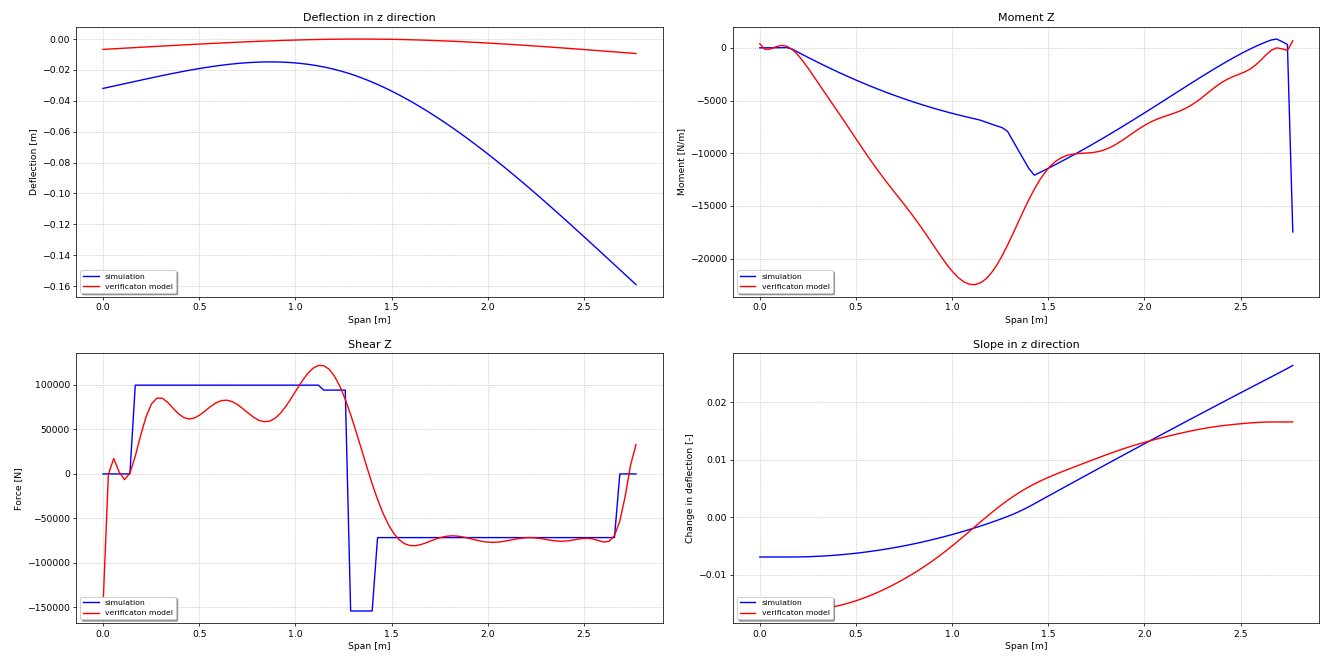 Deflection in z direction
0.00
−0.02
−0.04
−0.06
−0.08
−0.10
−0.12
−0.14
−0.16
Deflection [m]
simulation
verificaton model
0.0 0.5 1.0 1.5 2.0 2.5
Span [m]
Moment Z
0
−5000
−10000
−15000
−20000
Moment [N/m]
simulation
verificaton model
0.0 0.5 1.0 1.5 2.0 2.5
Span [m]
Shear Z
100000
50000
0
−50000
−100000
−150000
Force [N]
simulation
verificaton model
0.0 0.5 1.0 1.5 2.0 2.5
Span [m]
Slope in z direction
0.02
0.01
0.00
−0.01
Change in deflection [-]
simulation
verificaton model
0.0 0.5 1.0 1.5 2.0 2.5
Span [m]